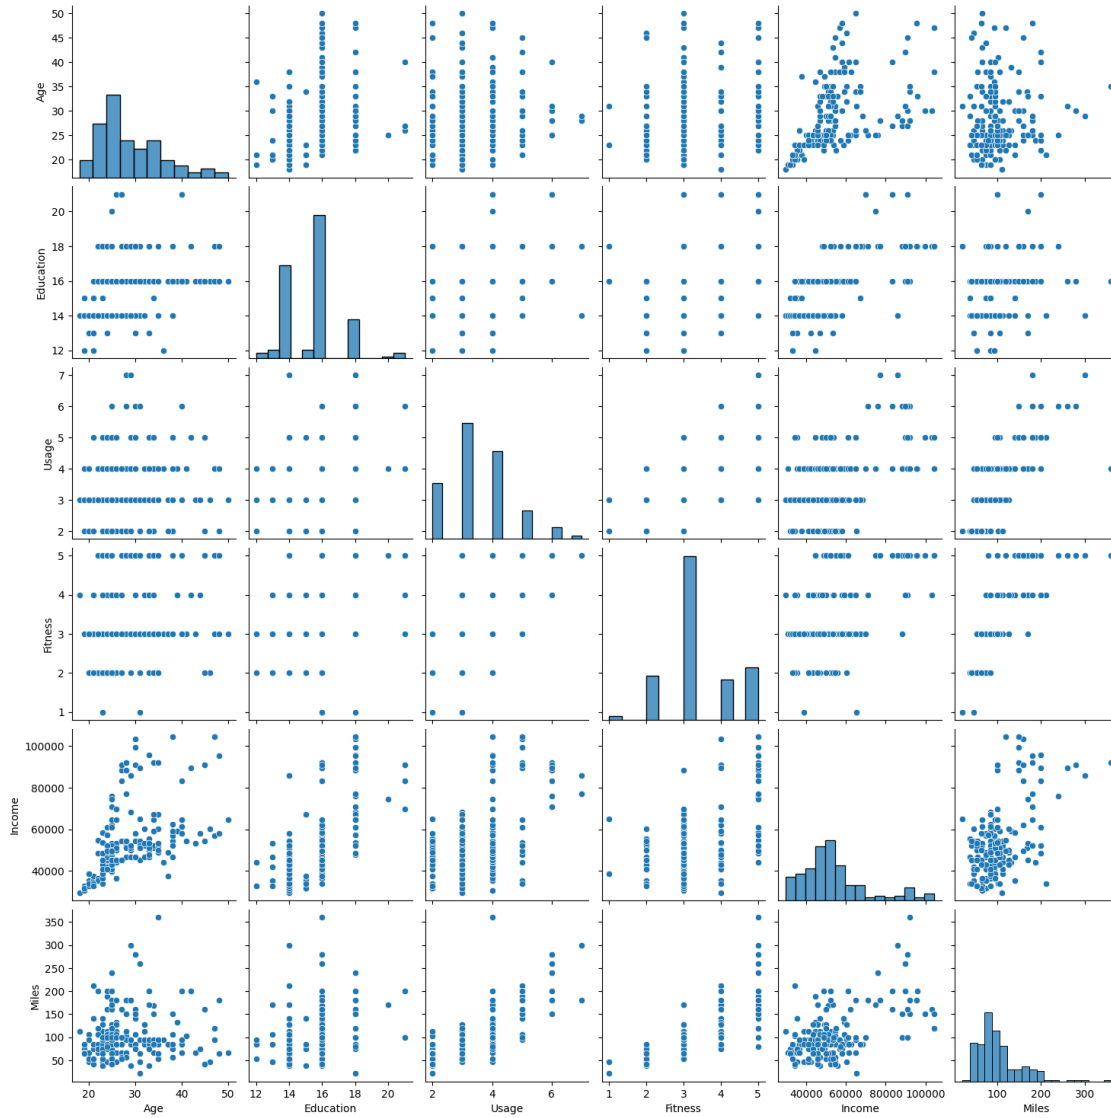 50
45
40
35
30
25
20
Age
20
18
16
14
12
Education
7
6
5
4
3
2
Usage
5
4
3
2
1
Fitness
100000
80000
60000
40000
Income
350
300
250
200
150
100
50
Miles
20 30 40 50
12 14 16 18 20
2 4 6
1 2 3 4 5
40000 60000 80000 100000
100 200 300
Age Education Usage Fitness Income Miles